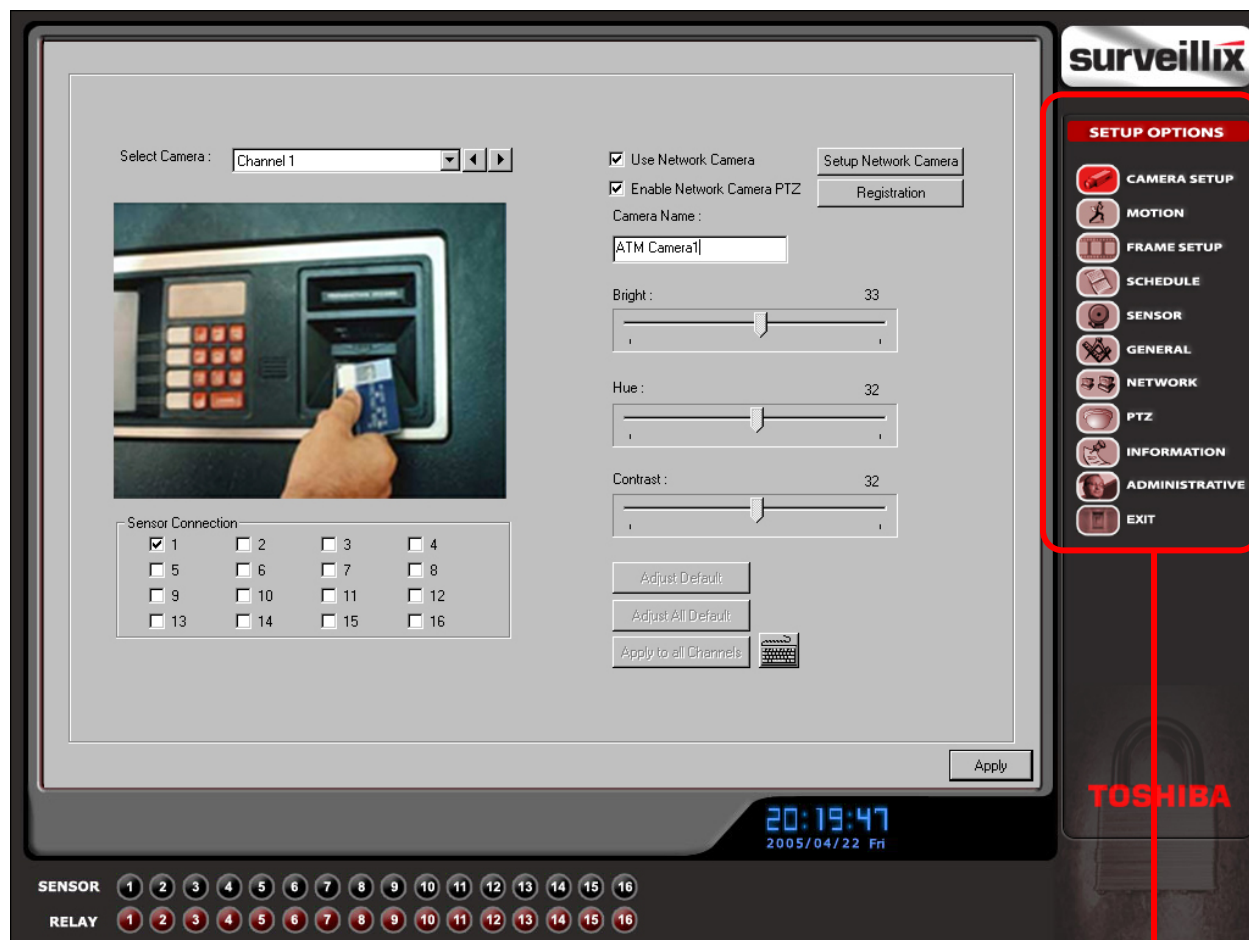 surveillix
SETUP OPTIONS
CAMERA SETUP
MOTION
FRAME SETUP
SCHEDULE
SENSOR
GENERAL
NETWORK
PTZ
INFORMATION
ADMINISTRATIVE
EXIT
TOSHIBA
Select Camera :
Channel 1
Use Network Camera
Setup Network Camera
Enable Network Camera PTZ
Registration
Camera Name :
ATM Camera1
Bright :
33
Hue :
32
Contrast :
32
Sensor Connection
1 2 3 4
5 6 7 8
9 10 11 12
13 14 15 16
Adjust Default
Adjust All Default
Apply to all Channels
Apply
20:19:47
2005/04/22 Fri
SENSOR 1 2 3 4 5 6 7 8 9 10 11 12 13 14 15 16
RELAY 1 2 3 4 5 6 7 8 9 10 11 12 13 14 15 16